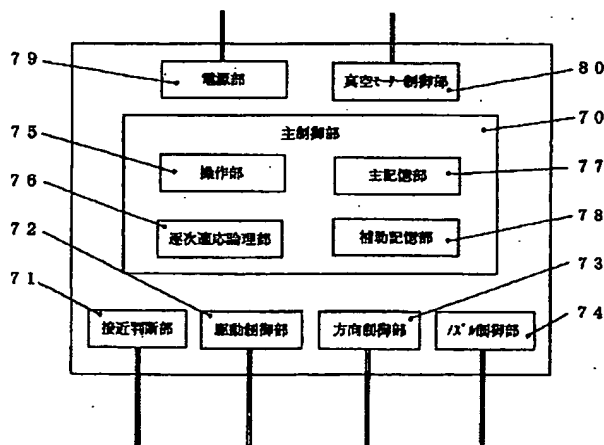 79
電源部
真空モーター制御部
80
主制御部
70
75
操作部
主記憶部
77
76
逐次適応論理部
補助記憶部
78
72
73
71
接近判断部
駆動制御部
方向制御部
ノズル制御部
74